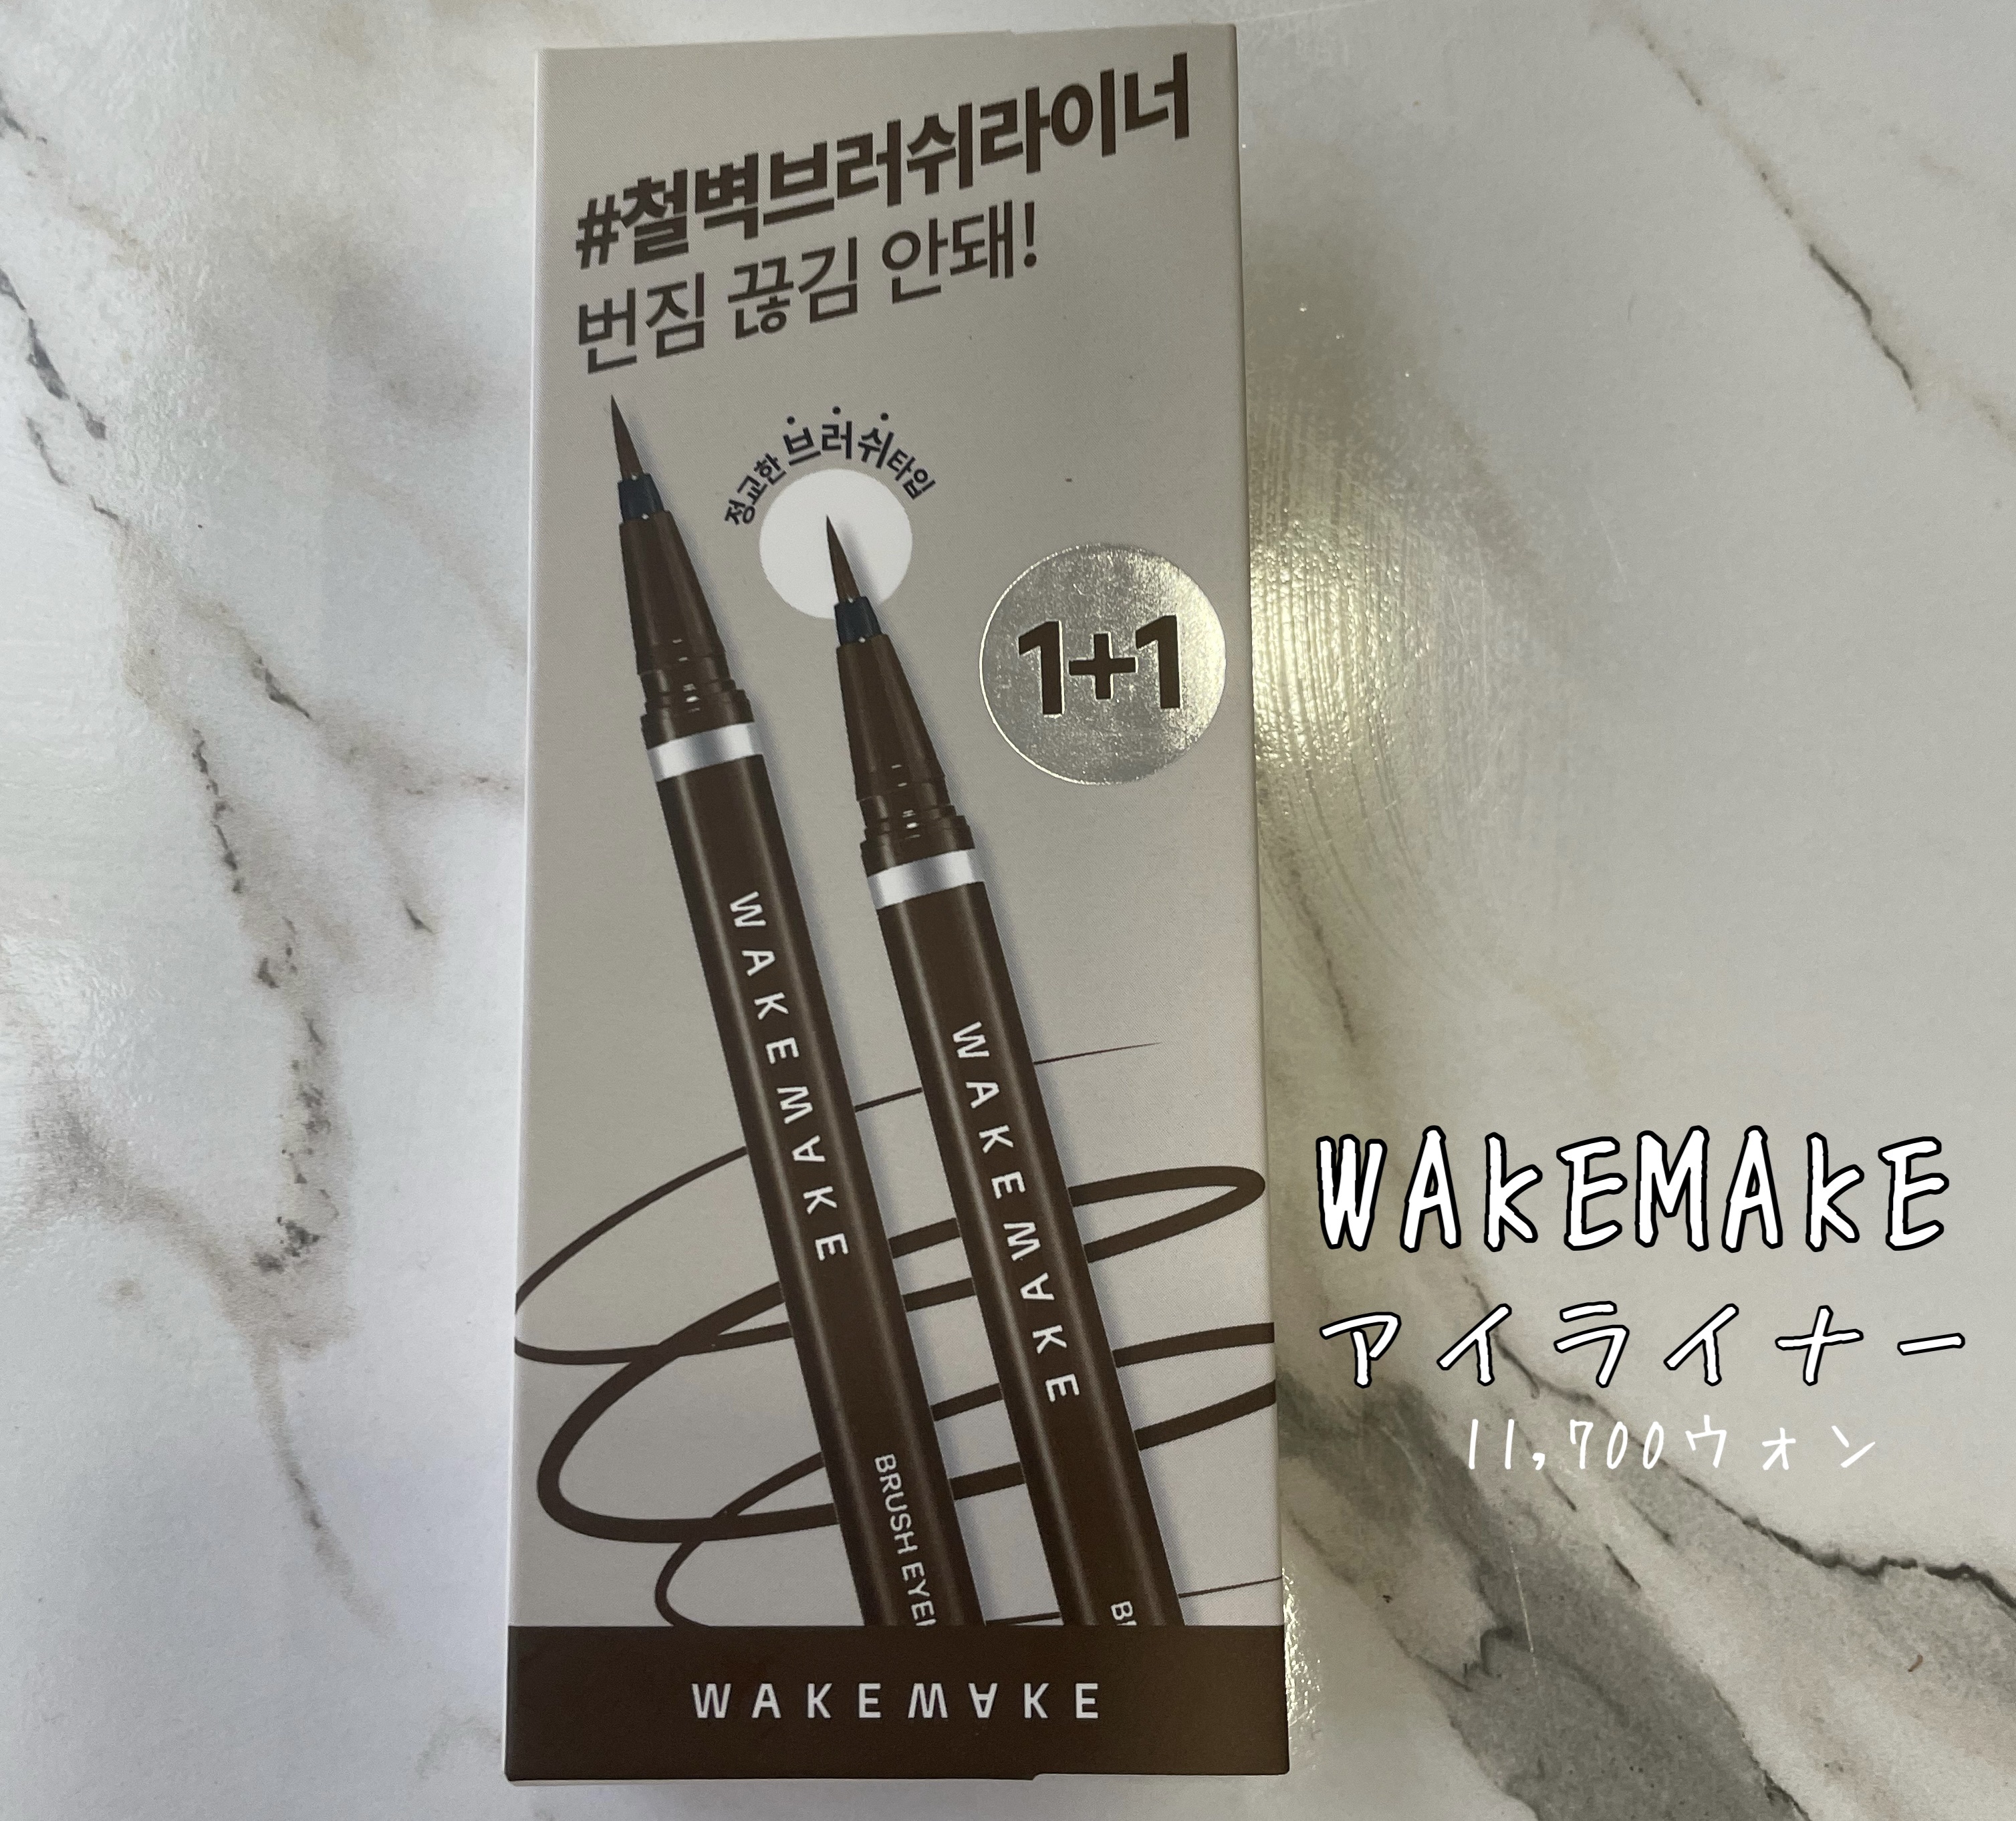 #철벽브러쉬라이너
번짐 끊김 안돼!
정교한 브러쉬타입
1+1
WAKEMAKE
WAKEMAKE
BRUSH EYE
WAKEMAKE
WAKEMAKE
アイライナー
11,700ウォン